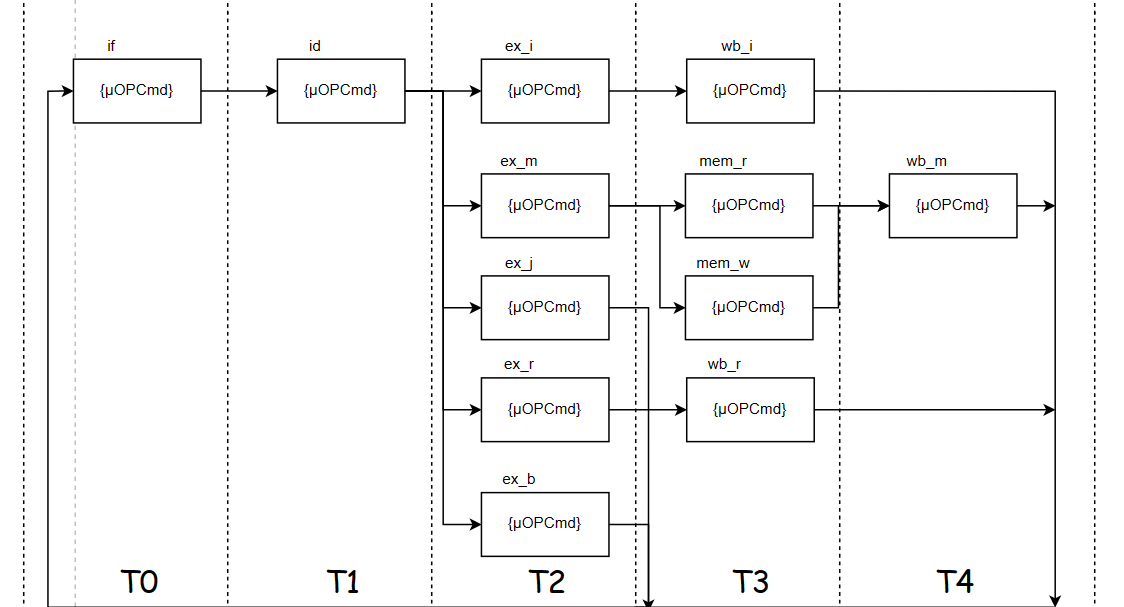 if
id
ex_i
wb_i
{µOPCmd}
{µOPCmd}
{µOPCmd}
{µOPCmd}
ex_m
mem_r
wb_m
{µOPCmd}
{µOPCmd}
{µOPCmd}
ex_j
mem_w
{µOPCmd}
{µOPCmd}
ex_r
wb_r
{µOPCmd}
{µOPCmd}
ex_b
{µOPCmd}
T0
T1
T2
T3
T4